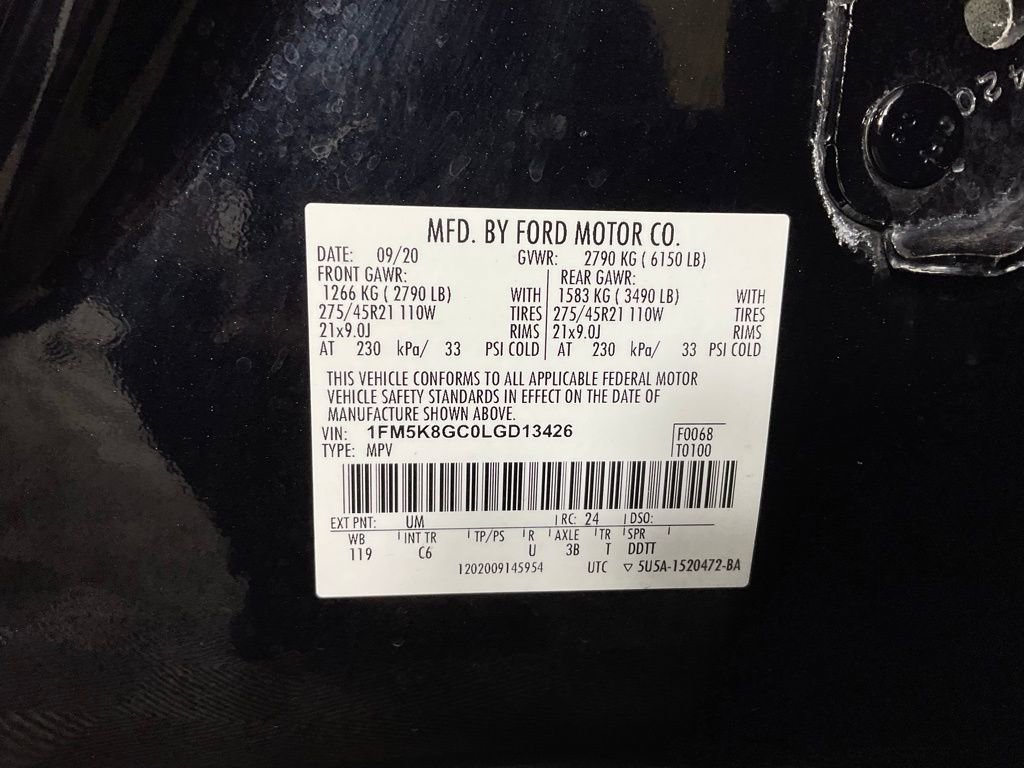 MFD. BY FORD MOTOR CO.
DATE: 09/20 GVWR: 2790 KG ( 6150 LB)
FRONT GAWR: REAR GAWR:
1266 KG ( 2790 LB) WITH 1583 KG ( 3490 LB) WITH
275/45R21 110W TIRES 275/45R21 110W TIRES
21x9.0J RIMS 21x9.0J RIMS
AT 230 kPa/ 33 PSI COLD AT 230 kPa/ 33 PSI COLD
THIS VEHICLE CONFORMS TO ALL APPLICABLE FEDERAL MOTOR
VEHICLE SAFETY STANDARDS IN EFFECT ON THE DATE OF
MANUFACTURE SHOWN ABOVE.
VIN: 1FM5K8GC0LGD13426 F0068
TYPE: MPV T0100
EXT PNT: UM RC: 24 DSO:
WB INT TR TP/PS R AXLE TR SPR
119 C6 U 3B T DDTT
1202009145954 UTC ▽ 5U5A-1520472-BA